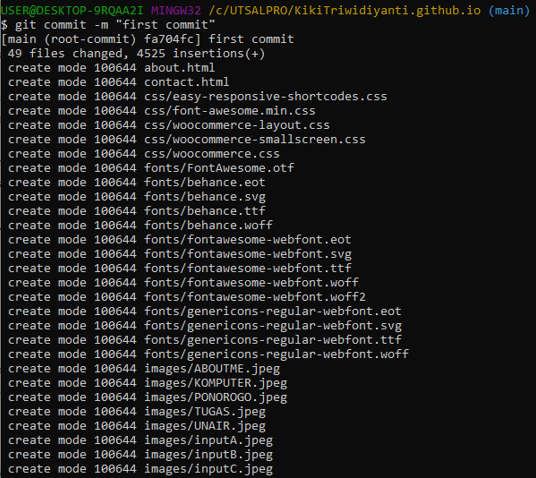 USER@DESKTOP-9RQAA2I MINGW32 /c/UTSALPRO/KikiTriwidiyanti.github.io (main)
$ git commit -m "first commit"
[main (root-commit) fa704fc] first commit
 49 files changed, 4525 insertions(+)
 create mode 100644 about.html
 create mode 100644 contact.html
 create mode 100644 css/easy-responsive-shortcodes.css
 create mode 100644 css/font-awesome.min.css
 create mode 100644 css/woocommerce-layout.css
 create mode 100644 css/woocommerce-smallscreen.css
 create mode 100644 css/woocommerce.css
 create mode 100644 fonts/FontAwesome.otf
 create mode 100644 fonts/behance.eot
 create mode 100644 fonts/behance.svg
 create mode 100644 fonts/behance.ttf
 create mode 100644 fonts/behance.woff
 create mode 100644 fonts/fontawesome-webfont.eot
 create mode 100644 fonts/fontawesome-webfont.svg
 create mode 100644 fonts/fontawesome-webfont.ttf
 create mode 100644 fonts/fontawesome-webfont.woff
 create mode 100644 fonts/fontawesome-webfont.woff2
 create mode 100644 fonts/genericons-regular-webfont.eot
 create mode 100644 fonts/genericons-regular-webfont.svg
 create mode 100644 fonts/genericons-regular-webfont.ttf
 create mode 100644 fonts/genericons-regular-webfont.woff
 create mode 100644 images/ABOUTME.jpeg
 create mode 100644 images/KOMPUTER.jpeg
 create mode 100644 images/PONOROGO.jpeg
 create mode 100644 images/TUGAS.jpeg
 create mode 100644 images/UNAIR.jpeg
 create mode 100644 images/inputA.jpeg
 create mode 100644 images/inputB.jpeg
 create mode 100644 images/inputC.jpeg